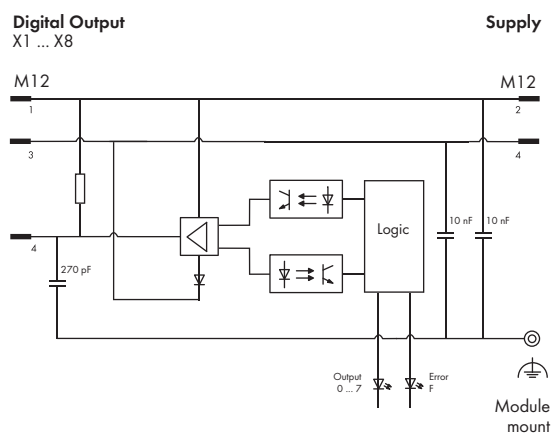 Digital Output
X1 ... X8
Supply
M12
M12
1
2
3
4
4
270 pF
Logic
10 nF
10 nF
Output
0 ... 7
Error
F
Module
mount